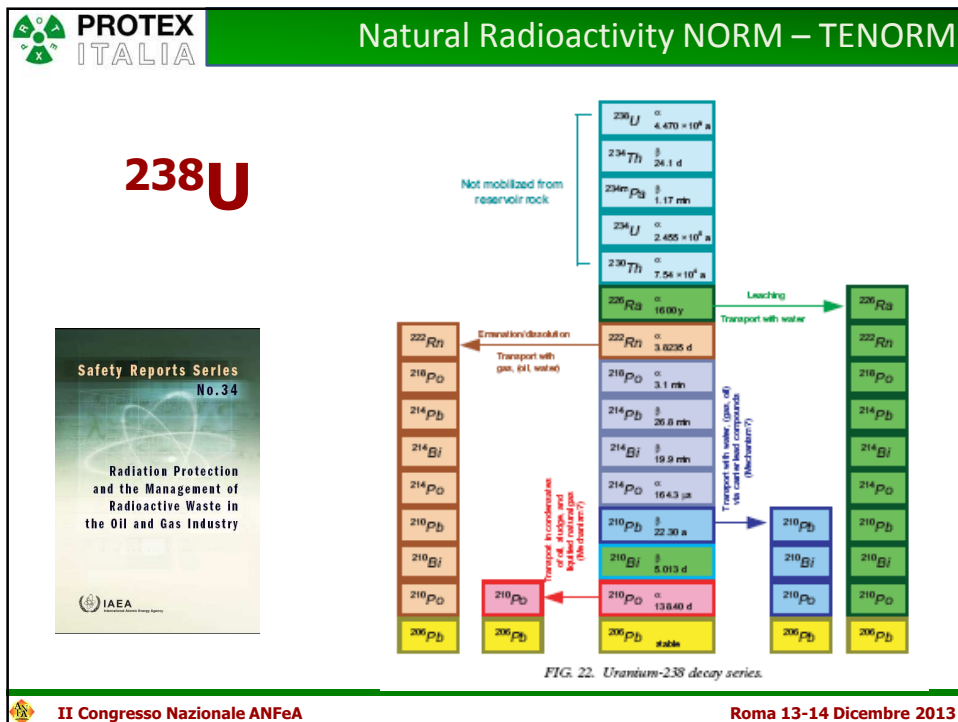 PROTEX
ITALIA
Natural Radioactivity NORM – TENORM
²³⁸U
Safety Reports Series
No.34
Radiation Protection
and the Management of
Radioactive Waste in
the Oil and Gas Industry
IAEA
International Atomic Energy Agency
Not mobilized from
reservoir rock
²³⁸U α
4.470 × 10⁹ a
²³⁴Th β
24.1 d
²³⁴ᵐPa β
1.17 min
²³⁴U α
2.455 × 10⁵ a
²³⁰Th α
7.54 × 10⁴ a
²²⁶Ra α
1600 y
²²²Rn α
3.8235 d
²¹⁸Po α
3.1 min
²¹⁴Pb β
26.8 min
²¹⁴Bi β
19.9 min
²¹⁴Po α
164.3 µs
²¹⁰Pb β
22.30 a
²¹⁰Bi β
5.013 d
²¹⁰Po α
138.40 d
²⁰⁶Pb stable
Emanation/dissolution
Transport with
gas, (oil, water)
²²²Rn
²¹⁸Po
²¹⁴Pb
²¹⁴Bi
²¹⁴Po
²¹⁰Pb
²¹⁰Bi
²¹⁰Po
²⁰⁶Pb
Transport in condensates
of oil, sludge, and
liquified natural gas
(Mechanism?)
²¹⁰Po
²⁰⁶Pb
Transport with water, (gas, oil)
via carrier lead compounds
(Mechanism?)
²¹⁰Pb
²¹⁰Bi
²¹⁰Po
²⁰⁶Pb
Leaching
Transport with water
²²⁶Ra
²²²Rn
²¹⁸Po
²¹⁴Pb
²¹⁴Bi
²¹⁴Po
²¹⁰Pb
²¹⁰Bi
²¹⁰Po
²⁰⁶Pb
FIG. 22. Uranium-238 decay series.
II Congresso Nazionale ANFeA
Roma 13-14 Dicembre 2013